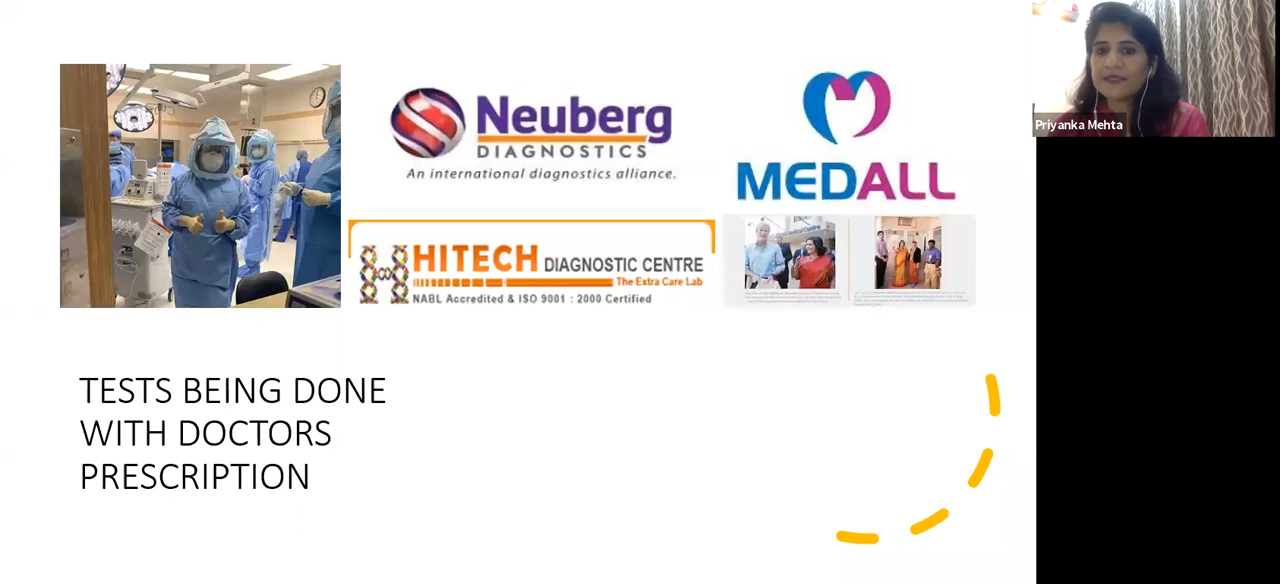 Neuberg
DIAGNOSTICS
An international diagnostics alliance.
MEDALL
Priyanka Mehta
HITECH DIAGNOSTIC CENTRE
The Extra Care Lab
NABL Accredited & ISO 9001 : 2000 Certified
TESTS BEING DONE
WITH DOCTORS
PRESCRIPTION